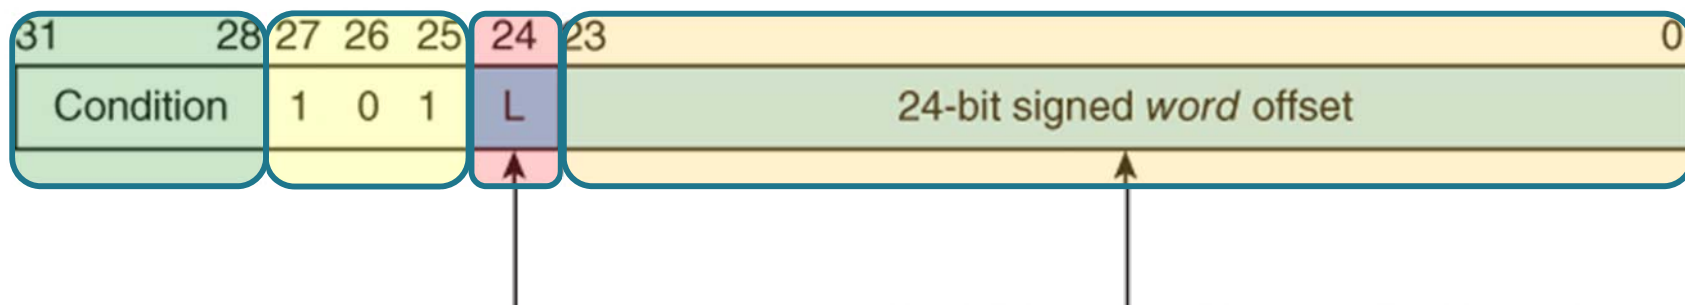 31 28 27 26 25 24 23 0
Condition 1 0 1 L 24-bit signed word offset